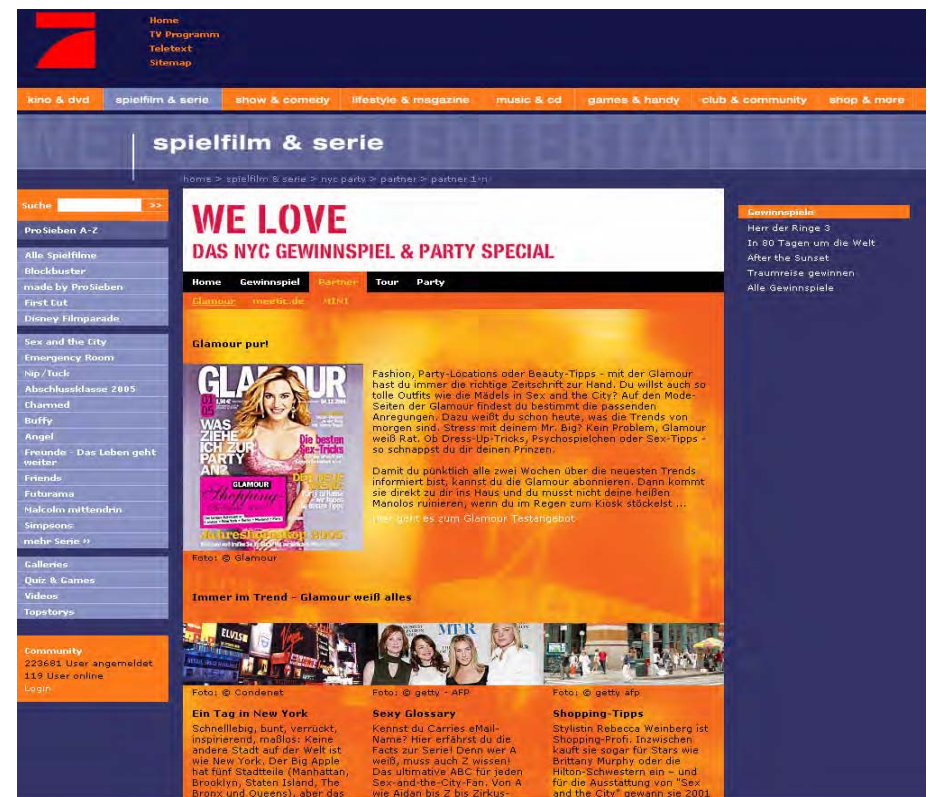 Home
TV Programm
Teletext
Sitemap
kino & dvd spielfilm & serie show & comedy lifestyle & magazine music & cd games & handy club & community shop & more
WE ENTERTAIN YOU
spielfilm & serie
home > spielfilm & serie > nyc party > partner > partner 1-n
Suche >>
ProSieben A-Z
Alle Spielfilme
Blockbuster
made by ProSieben
First Cut
Disney Filmparade
Sex and the City
Emergency Room
Nip/Tuck
Abschlussklasse 2005
Charmed
Buffy
Angel
Freunde - Das Leben geht
weiter
Friends
Futurama
Malcolm mittendrin
Simpsons
mehr Serie »
Galleries
Quiz & Games
Videos
Topstorys
Community
223681 User angemeldet
119 User online
Login
WE LOVE
DAS NYC GEWINNSPIEL & PARTY SPECIAL
Home Gewinnspiel Partner Tour Party
Glamour meetic.de MINI
Glamour pur!
GLAMOUR
01
05
WAS
ZIEHE
ICH ZUR
PARTY
AN?
Die besten
Sex-Tricks
GLAMOUR
Shopping-
Jahreshoroskop 2005
Foto: © Glamour
Fashion, Party-Locations oder Beauty-Tipps - mit der Glamour
hast du immer die richtige Zeitschrift zur Hand. Du willst auch so
tolle Outfits wie die Mädels in Sex and the City? Auf den Mode-
Seiten der Glamour findest du bestimmt die passenden
Anregungen. Dazu weißt du schon heute, was die Trends von
morgen sind. Stress mit deinem Mr. Big? Kein Problem, Glamour
weiß Rat. Ob Dress-Up-Tricks, Psychospielchen oder Sex-Tipps -
so schnappst du dir deinen Prinzen.
Damit du pünktlich alle zwei Wochen über die neuesten Trends
informiert bist, kannst du die Glamour abonnieren. Dann kommt
sie direkt zu dir ins Haus und du musst nicht deine heißen
Manolos ruinieren, wenn du im Regen zum Kiosk stöckelst ...
Hier geht es zum Glamour Testangebot
Immer im Trend - Glamour weiß alles
ELVIS
Virgin
Foto: © Condenet
Ein Tag in New York
Schnelllebig, bunt, verrückt,
inspirierend, maßlos: Keine
andere Stadt auf der Welt ist
wie New York. Der Big Apple
hat fünf Stadtteile (Manhattan,
Brooklyn, Staten Island, The
Bronx und Queens), aber das
Foto: © getty - AFP
Sexy Glossary
Kennst du Carries eMail-
Name? Hier erfährst du die
Facts zur Serie! Denn wer A
weiß, muss auch Z wissen!
Das ultimative ABC für jeden
Sex-and-the-City-Fan. Von A
wie Aidan bis Z bis Zirkus-
Foto: © getty afp
Shopping-Tipps
Stylistin Rebecca Weinberg ist
Shopping-Profi. Inzwischen
kauft sie sogar für Stars wie
Brittany Murphy oder die
Hilton-Schwestern ein - und
für die Ausstattung von "Sex
and the City" gewann sie 2001
Gewinnspiele
Herr der Ringe 3
In 80 Tagen um die Welt
After the Sunset
Traumreise gewinnen
Alle Gewinnspiele